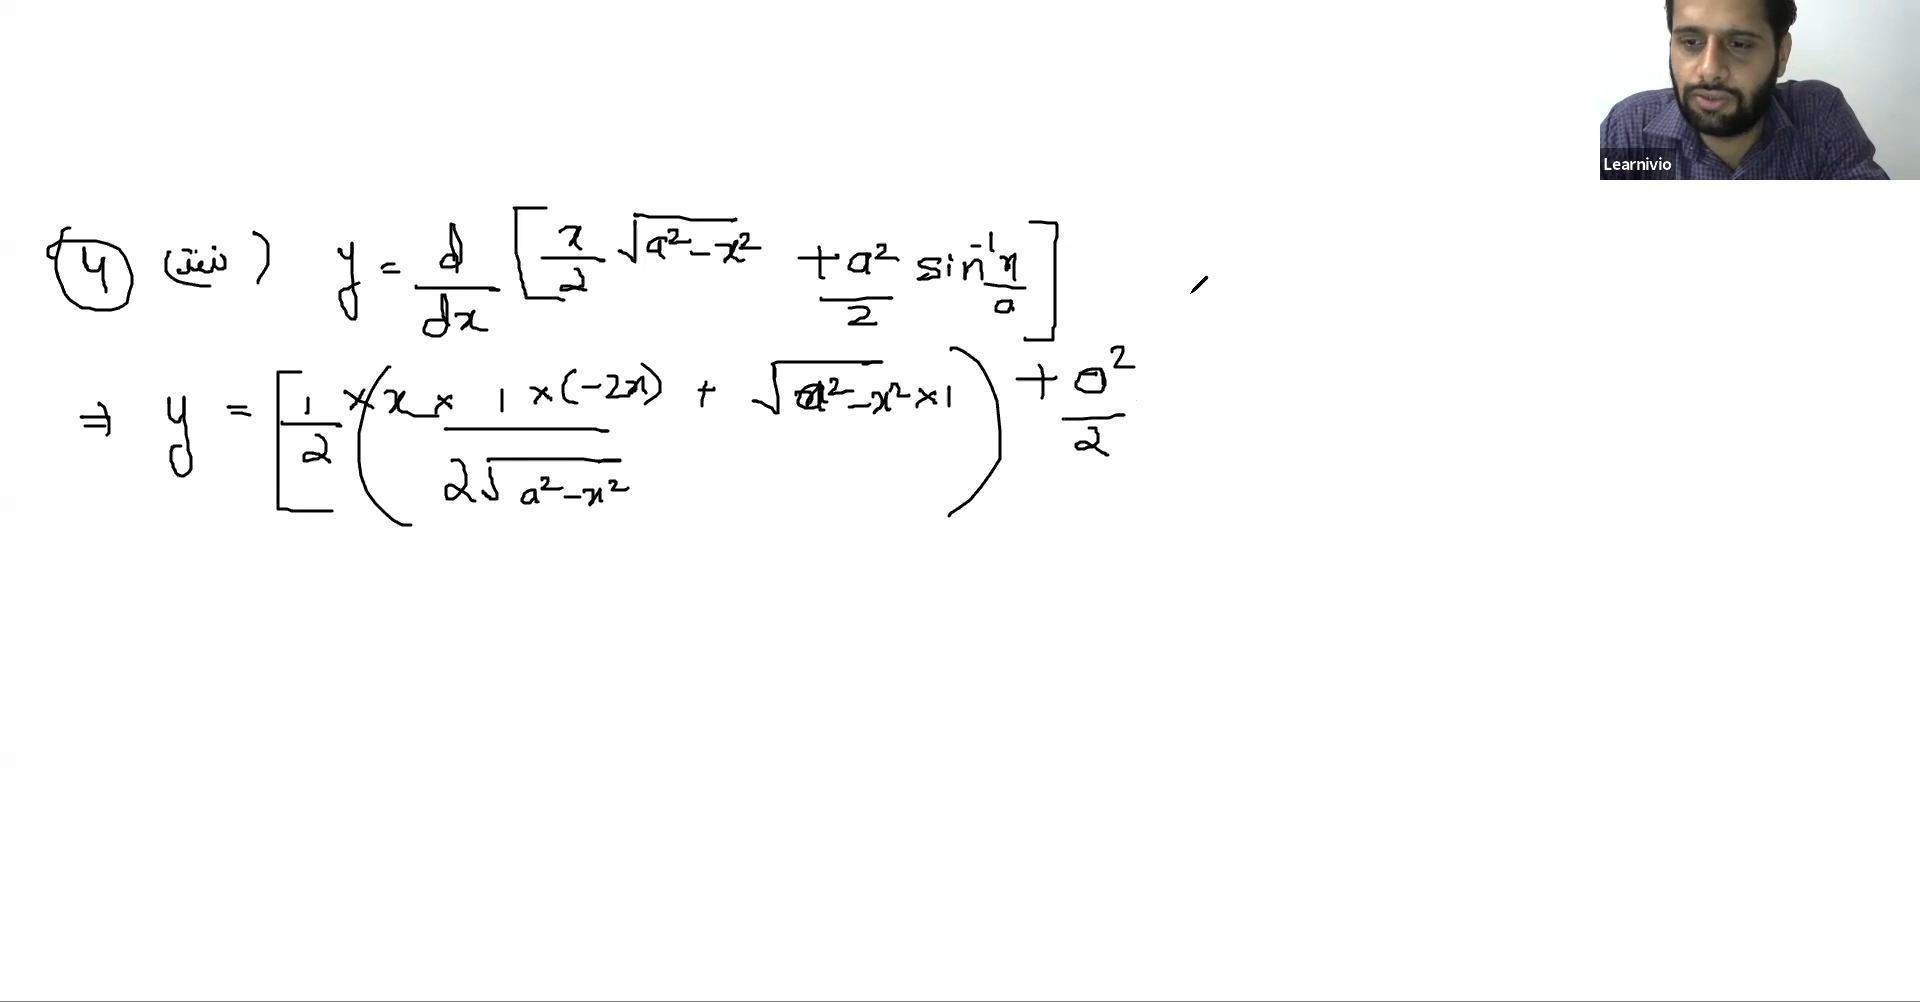 Learnivio
4 (iii) y = d/dx [x/2 √a²-x² + a²/2 sin⁻¹ x/a]
⇒ y = [1/2 × (x × 1/2√a²-x² × (-2x) + √a²-x² × 1) + a²/2